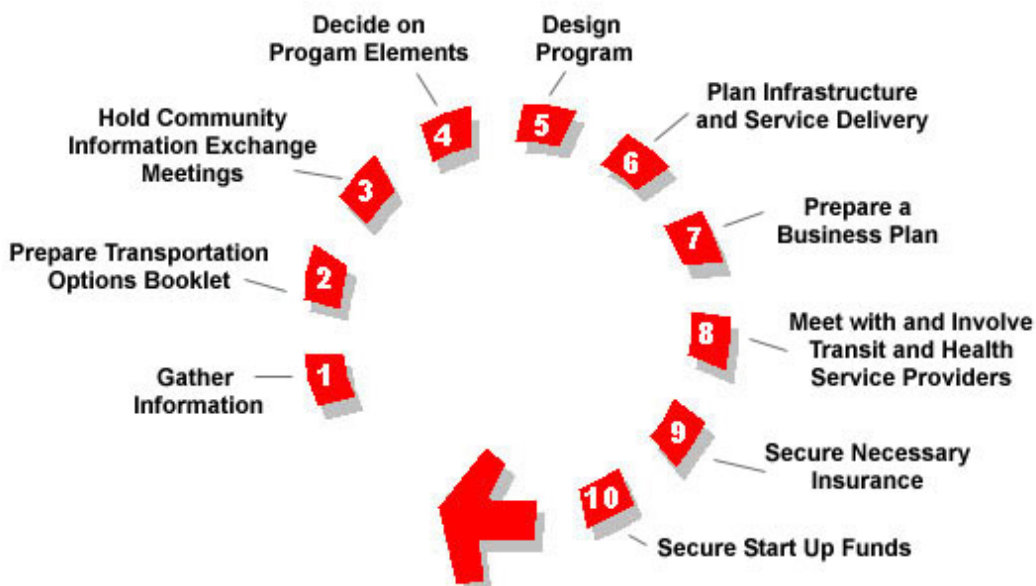 1
Gather
Information
2
Prepare Transportation
Options Booklet
3
Hold Community
Information Exchange
Meetings
4
Decide on
Progam Elements
5
Design
Program
6
Plan Infrastructure
and Service Delivery
7
Prepare a
Business Plan
8
Meet with and Involve
Transit and Health
Service Providers
9
Secure Necessary
Insurance
10
Secure Start Up Funds